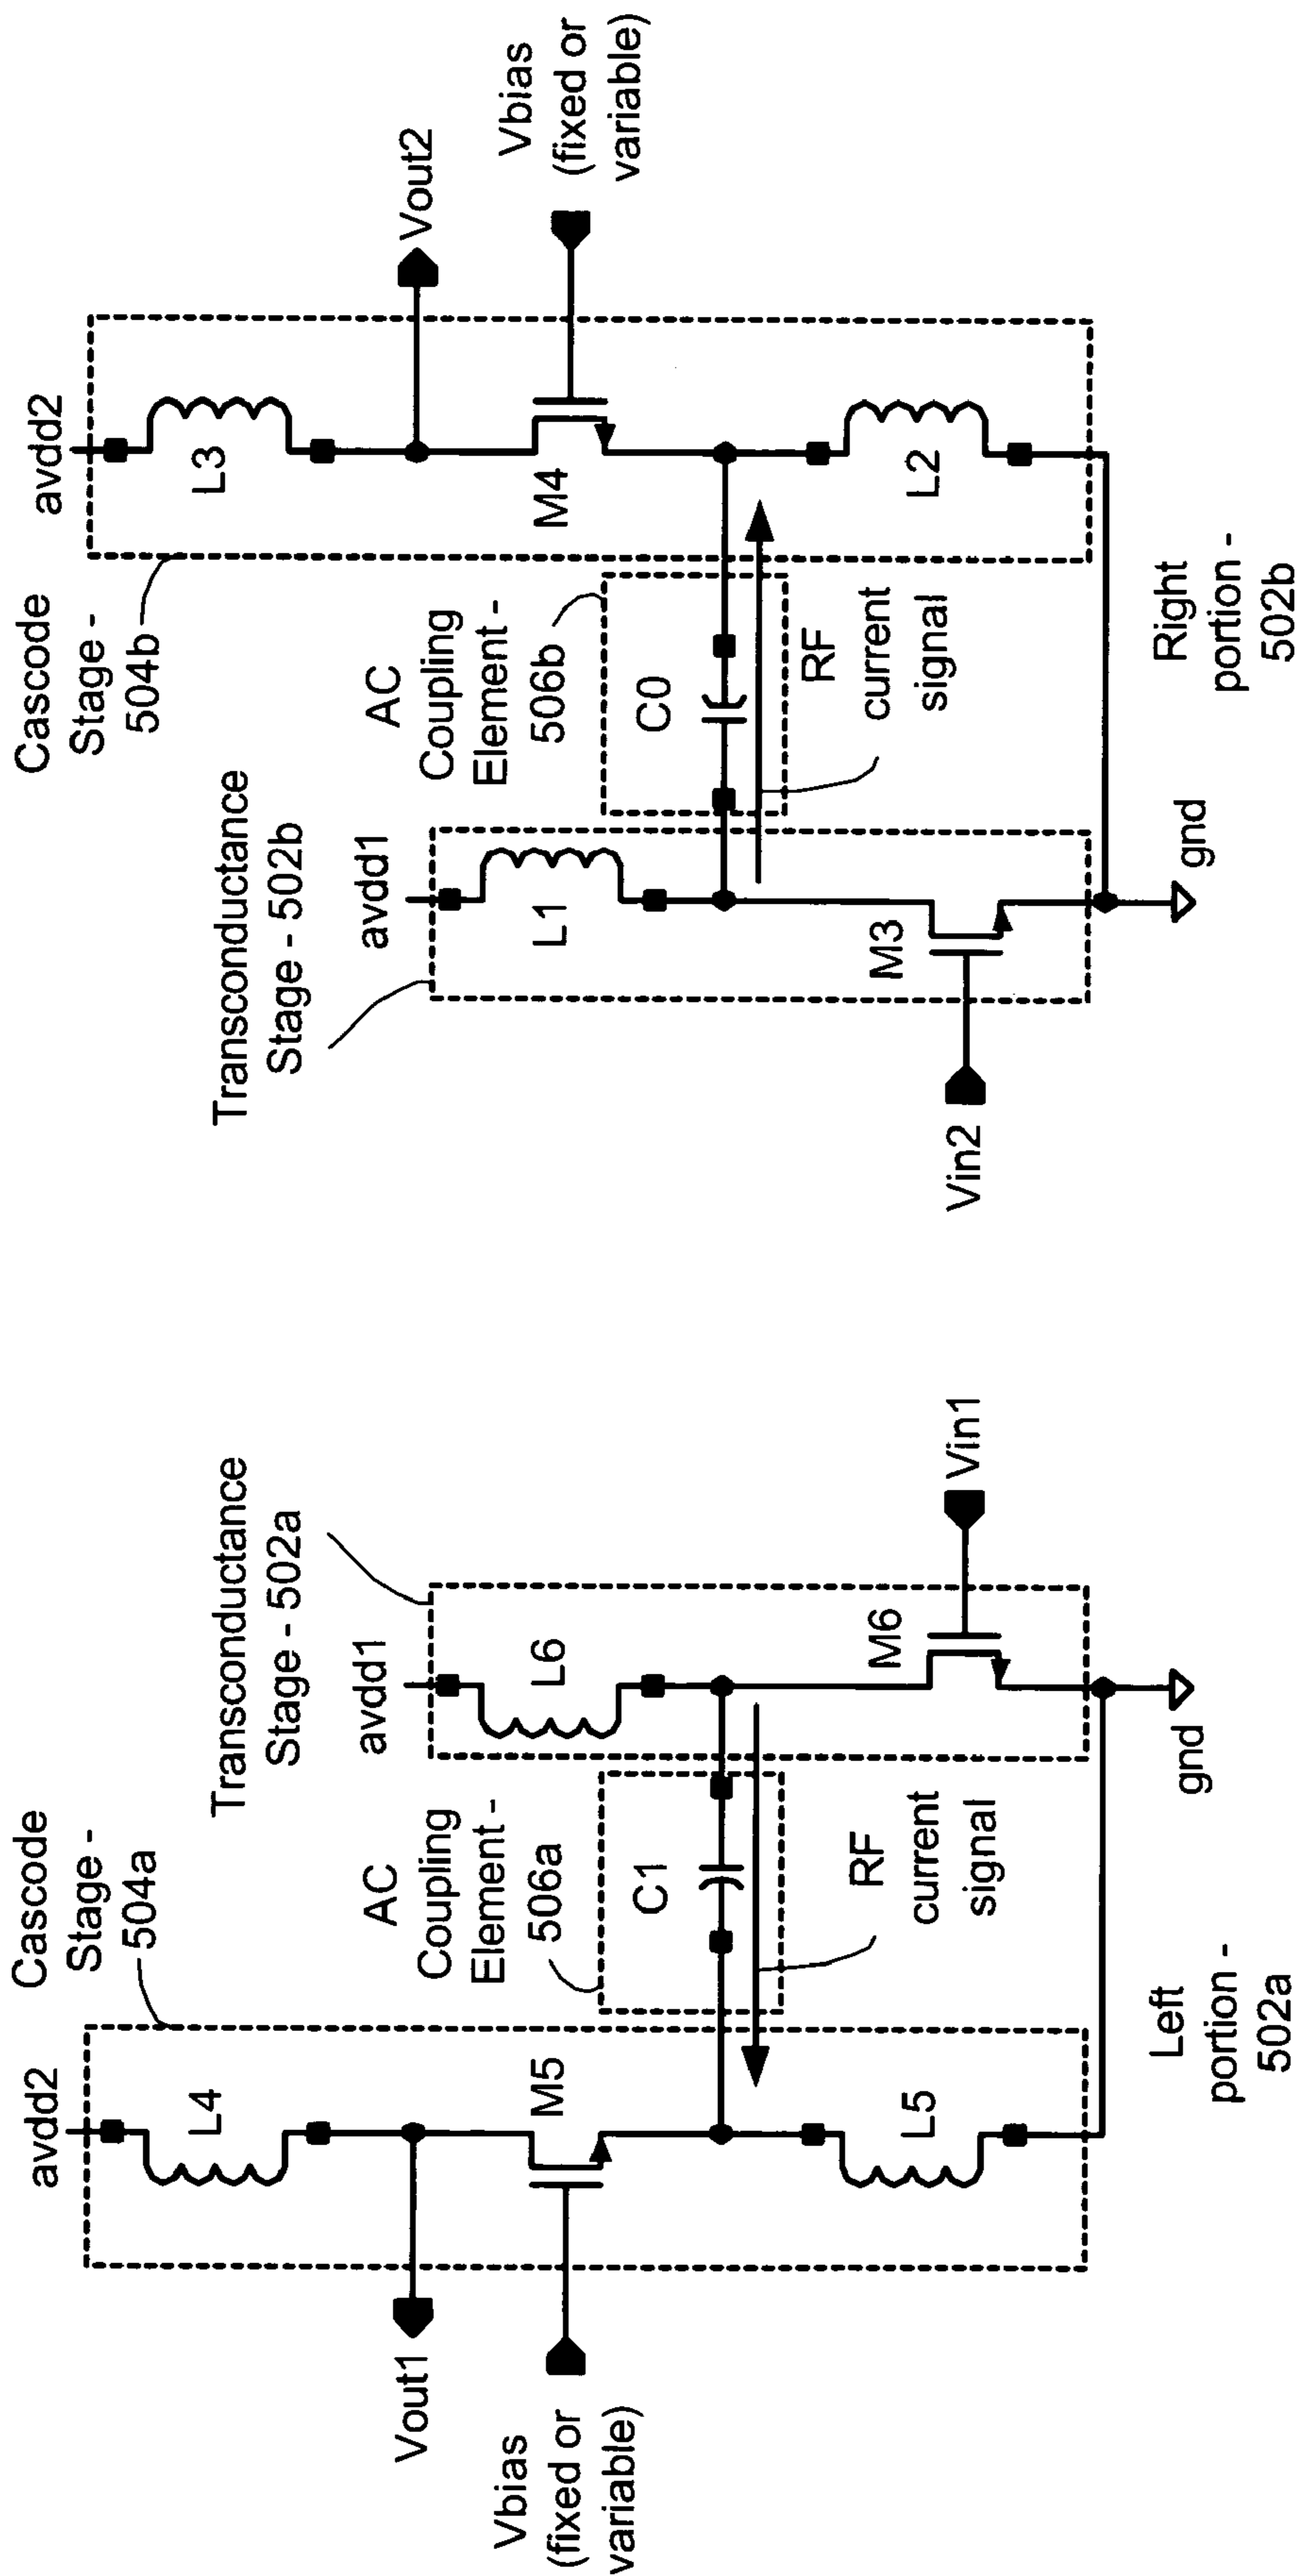 Cascode
Stage -
504a
avdd2
L4
Vout1
M5
Vbias
(fixed or
variable)
L5
AC
Coupling
Element -
506a
C1
RF
current
signal
Transconductance
Stage - 502a
avdd1
L6
M6
Vin1
gnd
Left
portion -
502a
Transconductance
Stage - 502b
avdd1
L1
M3
Vin2
gnd
AC
Coupling
Element -
506b
C0
RF
current
signal
Cascode
Stage -
504b
avdd2
L3
Vout2
M4
Vbias
(fixed or
variable)
L2
Right
portion -
502b